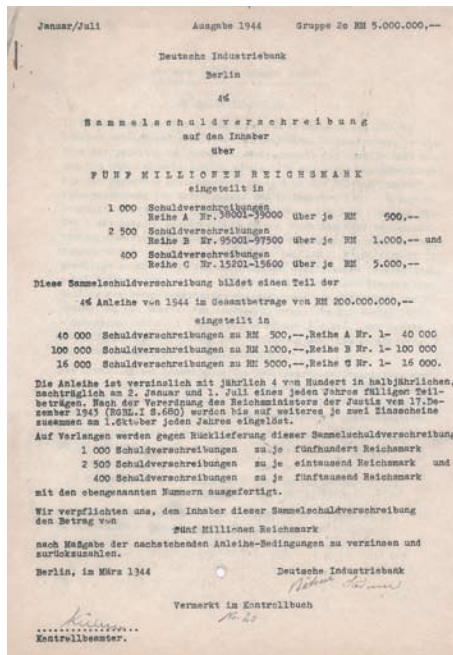 Januar/Juli Ausgabe 1944 Gruppe 20 RM 5.000.000,--
Deutsche Industriebank
Berlin
4%
Sammelschuldverschreibung
auf den Inhaber
über
FÜNF MILLIONEN REICHSMARK
eingeteilt in
1 000 Schuldverschreibungen
Reihe A Nr. 38001-39000 über je RM 500,--
2 500 Schuldverschreibungen
Reihe B Nr. 95001-97500 über je RM 1.000,-- und
400 Schuldverschreibungen
Reihe C Nr. 15201-15600 über je RM 5.000,--
Diese Sammelschuldverschreibung bildet einen Teil der
4% Anleihe von 1944 im Gesamtbetrage von RM 200.000.000,--
eingeteilt in
40 000 Schuldverschreibungen zu RM 500,--,Reihe A Nr. 1- 40 000
100 000 Schuldverschreibungen zu RM 1000,--,Reihe B Nr. 1- 100 000
16 000 Schuldverschreibungen zu RM 5000,--,Reihe C Nr. 1- 16 000.
Die Anleihe ist verzinslich mit jährlich 4 vom Hundert in halbjährlichen,
nachträglich am 2. Januar und 1. Juli eines jeden Jahres fälligen Teil-
beträgen. Nach der Verordnung des Reichsministers der Justiz vom 17.De-
zember 1943 (RGBL.I S.680) werden bis auf weiteres je zwei Zinsscheine
zusammen am 1.Oktober jeden Jahres eingelöst.
Auf Verlangen werden gegen Rücklieferung dieser Sammelschuldverschreibung
1 000 Schuldverschreibungen zu je fünfhundert Reichsmark
2 500 Schuldverschreibungen zu je eintausend Reichsmark und
400 Schuldverschreibungen zu je fünftausend Reichsmark
mit den ebengenannten Nummern ausgefertigt.
Wir verpflichten uns, dem Inhaber dieser Sammelschuldverschreibung
den Betrag von
Fünf Millionen Reichsmark
nach Maßgabe der nachstehenden Anleihe-Bedingungen zu verzinsen und
zurückzuzahlen.
Berlin, im März 1944 Deutsche Industriebank
Vermerkt im Kontrollbuch
No. 20
Kontrollbeamter.